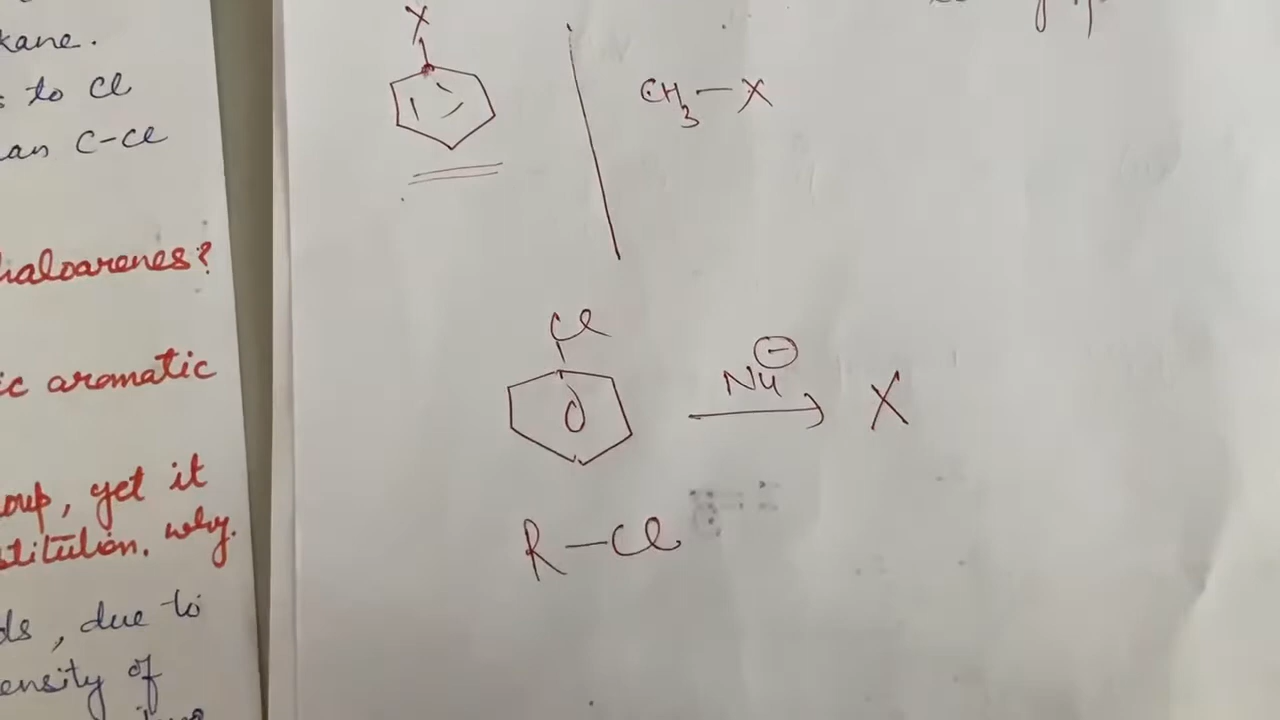 kane.
to Cl
C-Cl
haloarenes?
ic aromatic
oup, yet it
stitution. why.
ds, due to
ensity of
X
CH3-X
Cl
Nu⊖
X
R-Cl